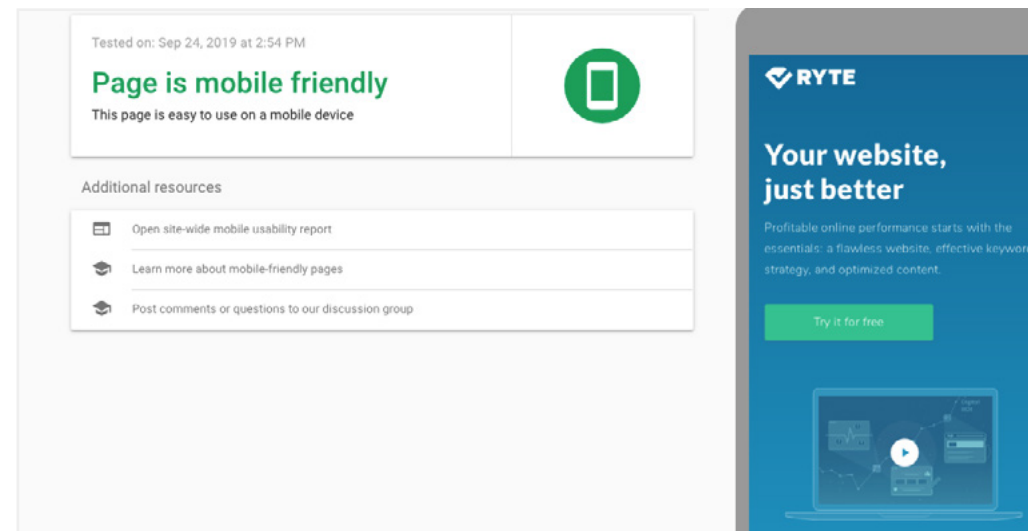 Tested on: Sep 24, 2019 at 2:54 PM
Page is mobile friendly
This page is easy to use on a mobile device
Additional resources
Open site-wide mobile usability report
Learn more about mobile-friendly pages
Post comments or questions to our discussion group
RYTE
Your website,
just better
Profitable online performance starts with the
essentials: a flawless website, effective keywor
strategy, and optimized content.
Try it for free